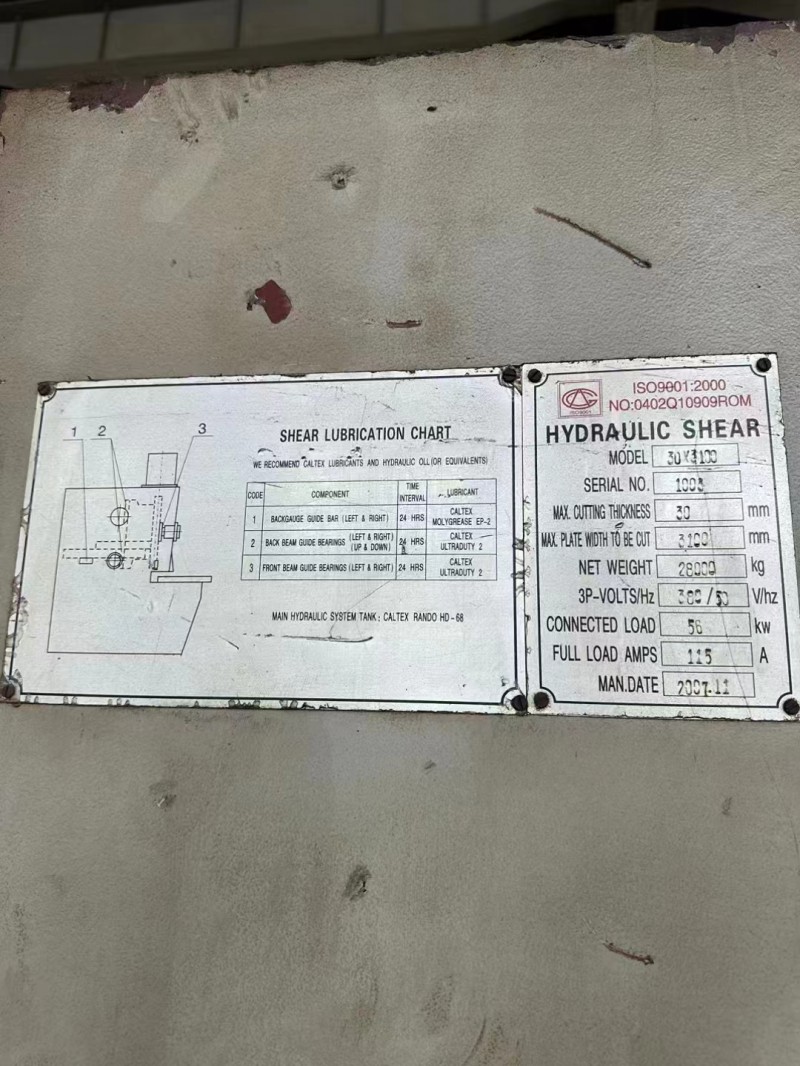 1 2 3
SHEAR LUBRICATION CHART
WE RECOMMEND CALTEX LUBRICANTS AND HYDRAULIC OLL (OR EQUIVALENTS)
CODE COMPONENT TIME INTERVAL LUBRICANT
1 BACKGAUGE GUIDE BAR (LEFT & RIGHT) 24 HRS CALTEX MOLYGREASE EP-2
2 BACK BEAM GUIDE BEARINGS (LEFT & RIGHT) (UP & DOWN) 24 HRS CALTEX ULTRADUTY 2
3 FRONT BEAM GUIDE BEARINGS (LEFT & RIGHT) 24 HRS CALTEX ULTRADUTY 2
MAIN HYDRAULIC SYSTEM TANK: CALTEX RANDO HD-68
ISO9001:2000
NO:0402Q10909ROM
HYDRAULIC SHEAR
MODEL 30X3100
SERIAL NO.
MAX. CUTTING THICKNESS 30 mm
MAX. PLATE WIDTH TO BE CUT 3100 mm
NET WEIGHT 28000 kg
3P-VOLTS/Hz 380/50 V/hz
CONNECTED LOAD kw
FULL LOAD AMPS 115 A
MAN.DATE 2007.11